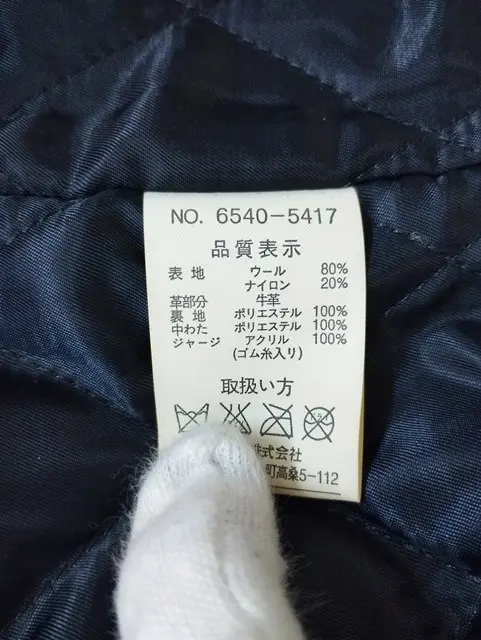 NO. 6540-5417
品質表示
表地 ウール 80%
ナイロン 20%
革部分 牛革
裏地 ポリエステル 100%
中わた ポリエステル 100%
ジャージ アクリル 100%
(ゴム糸入り)
取扱い方
株式会社
町高桑5-112